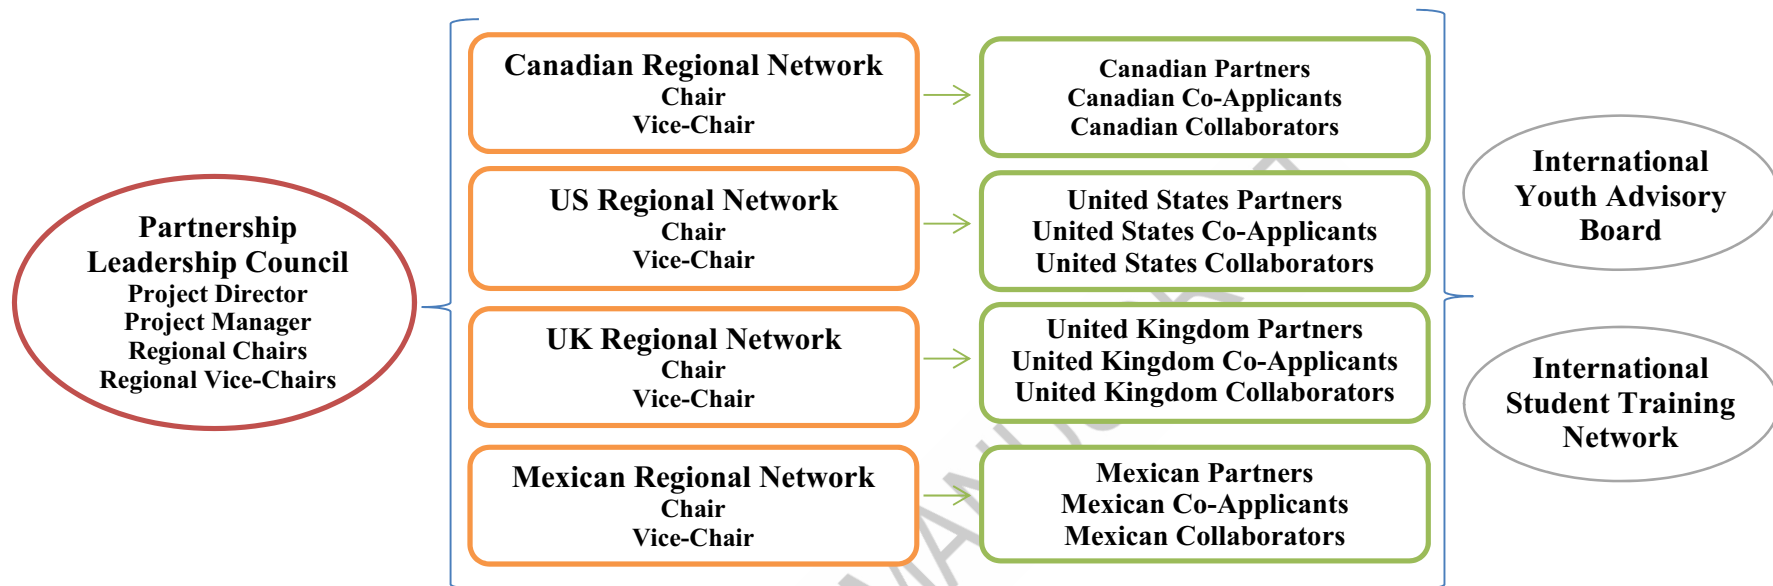 Partnership
Leadership Council
Project Director
Project Manager
Regional Chairs
Regional Vice-Chairs
Canadian Regional Network
Chair
Vice-Chair
Canadian Partners
Canadian Co-Applicants
Canadian Collaborators
US Regional Network
Chair
Vice-Chair
United States Partners
United States Co-Applicants
United States Collaborators
UK Regional Network
Chair
Vice-Chair
United Kingdom Partners
United Kingdom Co-Applicants
United Kingdom Collaborators
Mexican Regional Network
Chair
Vice-Chair
Mexican Partners
Mexican Co-Applicants
Mexican Collaborators
International
Youth Advisory
Board
International
Student Training
Network